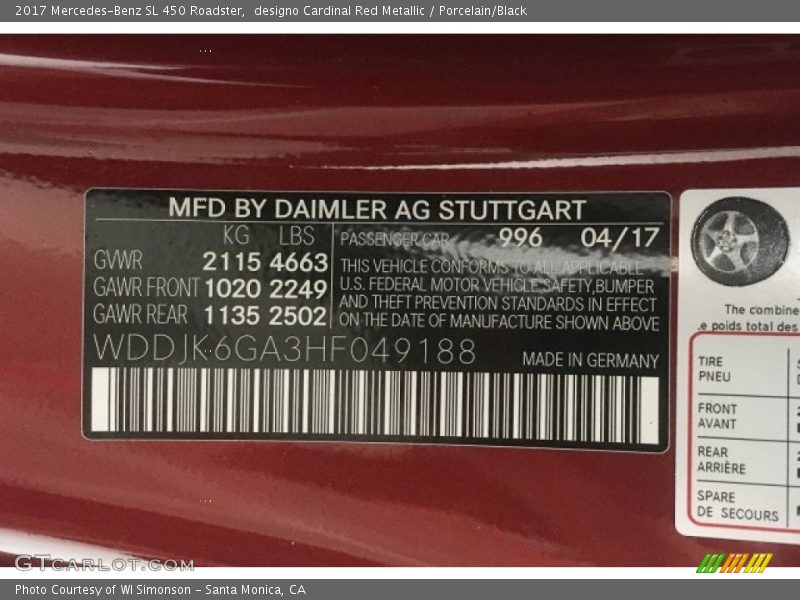 2017 Mercedes-Benz SL 450 Roadster,  designo Cardinal Red Metallic / Porcelain/Black
MFD BY DAIMLER AG STUTTGART
KG LBS
GVWR 2115 4663
GAWR FRONT 1020 2249
GAWR REAR 1135 2502
PASSENGER CAR 996 04/17
THIS VEHICLE CONFORMS TO ALL APPLICABLE
U.S. FEDERAL MOTOR VEHICLE SAFETY,BUMPER
AND THEFT PREVENTION STANDARDS IN EFFECT
ON THE DATE OF MANUFACTURE SHOWN ABOVE
WDDJK6GA3HF049188
MADE IN GERMANY
The combine
e poids total des
TIRE
PNEU
FRONT
AVANT
REAR
ARRIÈRE
SPARE
DE SECOURS
GTCARLOT.COM
Photo Courtesy of WI Simonson - Santa Monica, CA